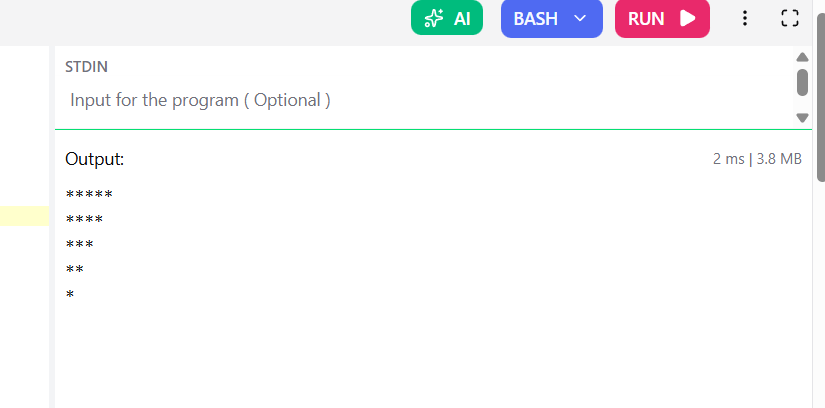 AI BASH RUN
STDIN
Input for the program ( Optional )
Output: 2 ms | 3.8 MB
*****
****
***
**
*